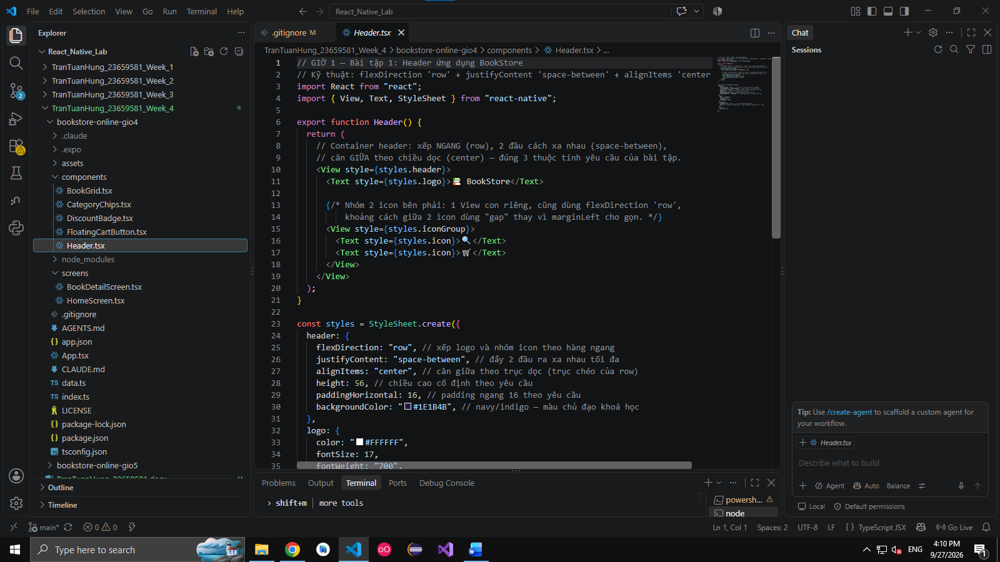 File Edit Selection View Go Run Terminal Help
React_Native_Lab
Explorer
React_Native_Lab
TranTuanHung_23659581_Week_1
TranTuanHung_23659581_Week_2
TranTuanHung_23659581_Week_3
TranTuanHung_23659581_Week_4
bookstore-online-gio4
.claude
.expo
assets
components
BookGrid.tsx
CategoryChips.tsx
DiscountBadge.tsx
FloatingCartButton.tsx
Header.tsx
node_modules
screens
BookDetailScreen.tsx
HomeScreen.tsx
.gitignore
AGENTS.md
{} app.json
App.tsx
CLAUDE.md
TS data.ts
TS index.ts
LICENSE
{} package-lock.json
{} package.json
tsconfig.json
bookstore-online-gio5
TranTuanHung_23659581.docx
Outline
Timeline
2
.gitignore M
Header.tsx
TranTuanHung_23659581_Week_4 > bookstore-online-gio4 > components > Header.tsx > ...
1 // GIỜ 1 — Bài tập 1: Header ứng dụng BookStore
2 // Kỹ thuật: flexDirection 'row' + justifyContent 'space-between' + alignItems 'center
3 import React from "react";
4 import { View, Text, StyleSheet } from "react-native";
5
6 export function Header() {
7 return (
8 // Container header: xếp NGANG (row), 2 đầu cách xa nhau (space-between),
9 // căn GIỮA theo chiều dọc (center) — đúng 3 thuộc tính yêu cầu của bài tập.
10 <View style={styles.header}>
11 <Text style={styles.logo}>📚 BookStore</Text>
12
13 {/* Nhóm 2 icon bên phải: 1 View con riêng, cũng dùng flexDirection 'row',
14 khoảng cách giữa 2 icon dùng "gap" thay vì marginLeft cho gọn. */}
15 <View style={styles.iconGroup}>
16 <Text style={styles.icon}>🔍</Text>
17 <Text style={styles.icon}>🛒</Text>
18 </View>
19 </View>
20 );
21 }
22
23 const styles = StyleSheet.create({
24 header: {
25 flexDirection: "row", // xếp logo và nhóm icon theo hàng ngang
26 justifyContent: "space-between", // đẩy 2 đầu ra xa nhau tối đa
27 alignItems: "center", // căn giữa theo trục dọc (trục chéo của row)
28 height: 56, // chiều cao cố định theo yêu cầu
29 paddingHorizontal: 16, // padding ngang 16 theo yêu cầu
30 backgroundColor: "#1E1B4B", // navy/indigo — màu chủ đạo khoá học
31 },
32 logo: {
33 color: "#FFFFFF",
34 fontSize: 17,
35 fontWeight: "700",
Problems Output Terminal Ports Debug Console
› shift+m │ more tools
powersh...
node
Chat
Sessions
Tip: Use /create-agent to scaffold a custom agent for
your workflow.
Header.tsx
Describe what to build
Agent Auto Balance
Local Default permissions
main* 0 0
Ln 1, Col 1 Spaces: 2 UTF-8 LF {} TypeScript JSX Go Live
Type here to search
ENG
4:10 PM
9/27/2026
1